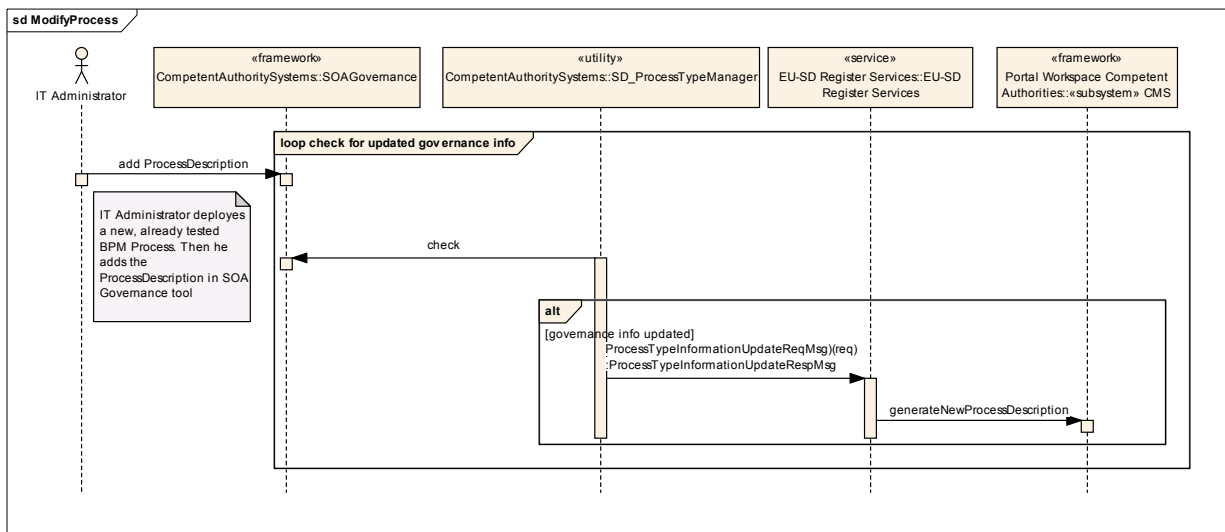 sd ModifyProcess
IT Administrator
«framework»
CompetentAuthoritySystems::SOAGovernance
«utility»
CompetentAuthoritySystems::SD_ProcessTypeManager
«service»
EU-SD Register Services::EU-SD
Register Services
«framework»
Portal Workspace Competent
Authorities::«subsystem» CMS
loop check for updated governance info
add ProcessDescription
IT Administrator deployes
a new, already tested
BPM Process. Then he
adds the
ProcessDescription in SOA
Governance tool
check
alt
[governance info updated]
ProcessTypeInformationUpdateReqMsg)(req)
:ProcessTypeInformationUpdateRespMsg
generateNewProcessDescription